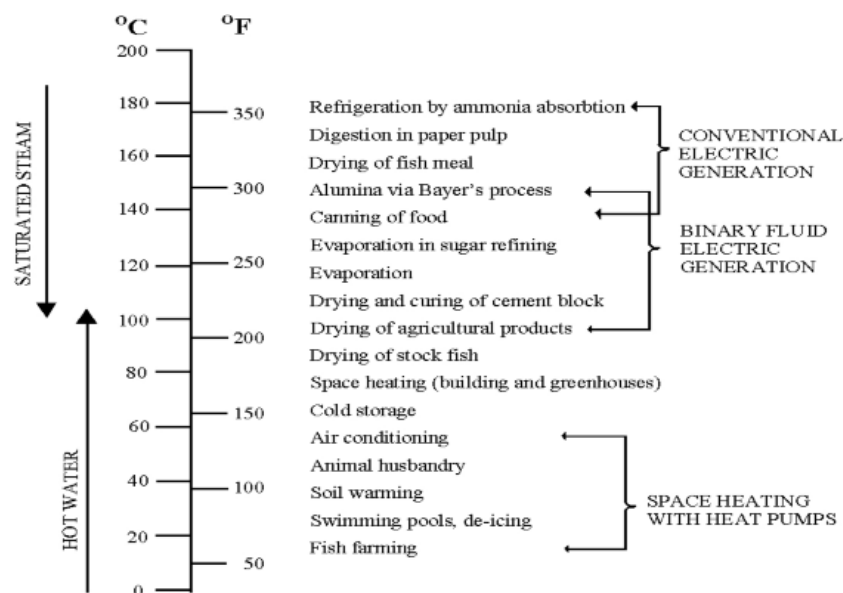 °C
°F
200
180
160
140
120
100
80
60
40
20
0
350
300
250
200
150
100
50
SATURATED STEAM
HOT WATER
Refrigeration by ammonia absorbtion
Digestion in paper pulp
Drying of fish meal
Alumina via Bayer's process
Canning of food
Evaporation in sugar refining
Evaporation
Drying and curing of cement block
Drying of agricultural products
Drying of stock fish
Space heating (building and greenhouses)
Cold storage
Air conditioning
Animal husbandry
Soil warming
Swimming pools, de-icing
Fish farming
CONVENTIONAL
ELECTRIC
GENERATION
BINARY FLUID
ELECTRIC
GENERATION
SPACE HEATING
WITH HEAT PUMPS